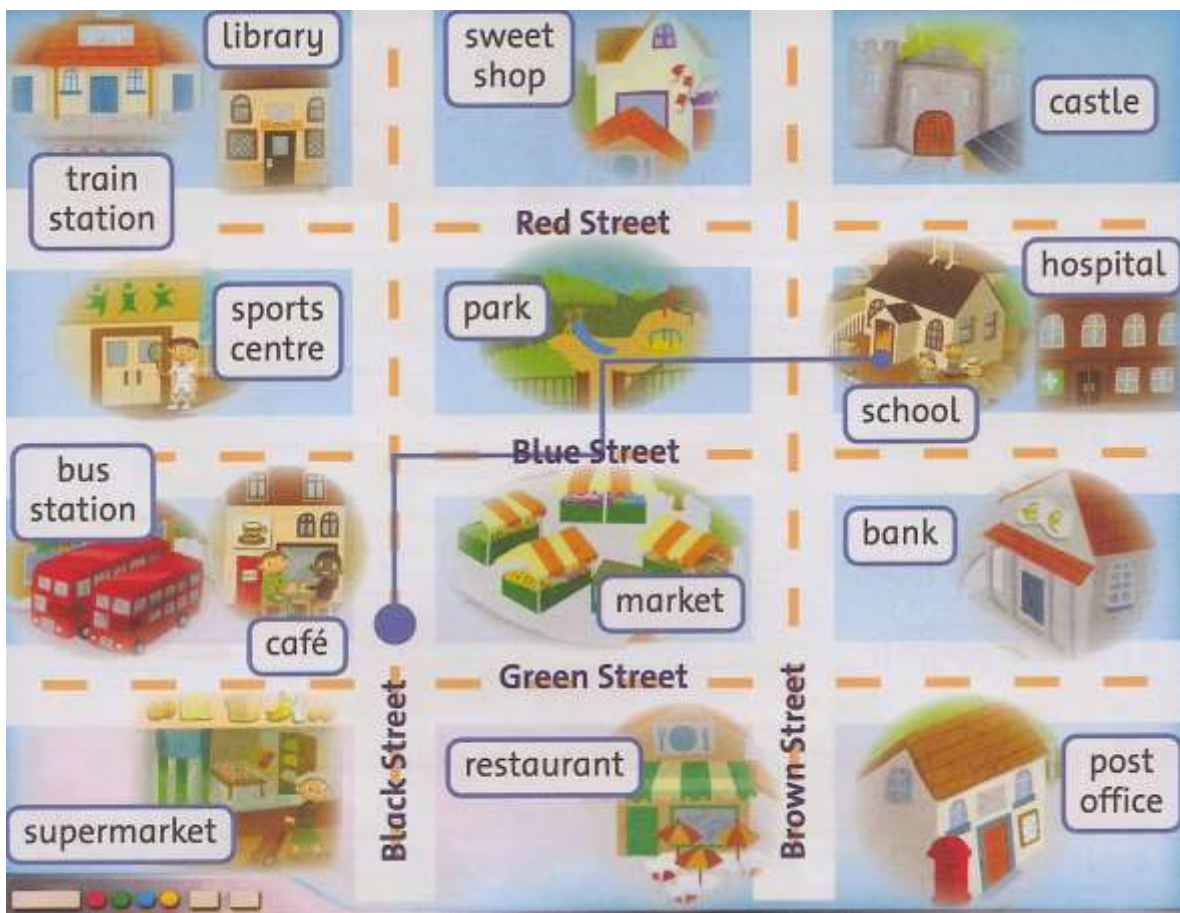 library
sweet
shop
castle
train
station
Red Street
hospital
sports
centre
park
school
Blue Street
bus
station
bank
market
café
Green Street
Black Street
Brown Street
restaurant
post
office
supermarket